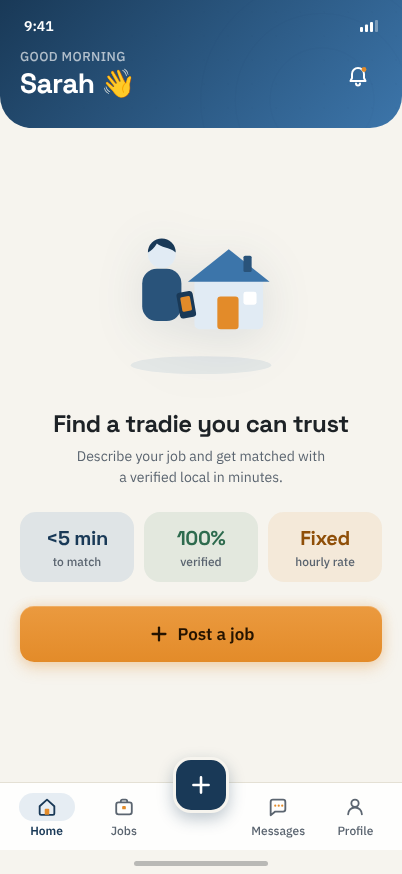 9:41
GOOD MORNING
Sarah 👋
Find a tradie you can trust
Describe your job and get matched with
a verified local in minutes.
<5 min
to match
100%
verified
Fixed
hourly rate
+ Post a job
Home
Jobs
+
Messages
Profile